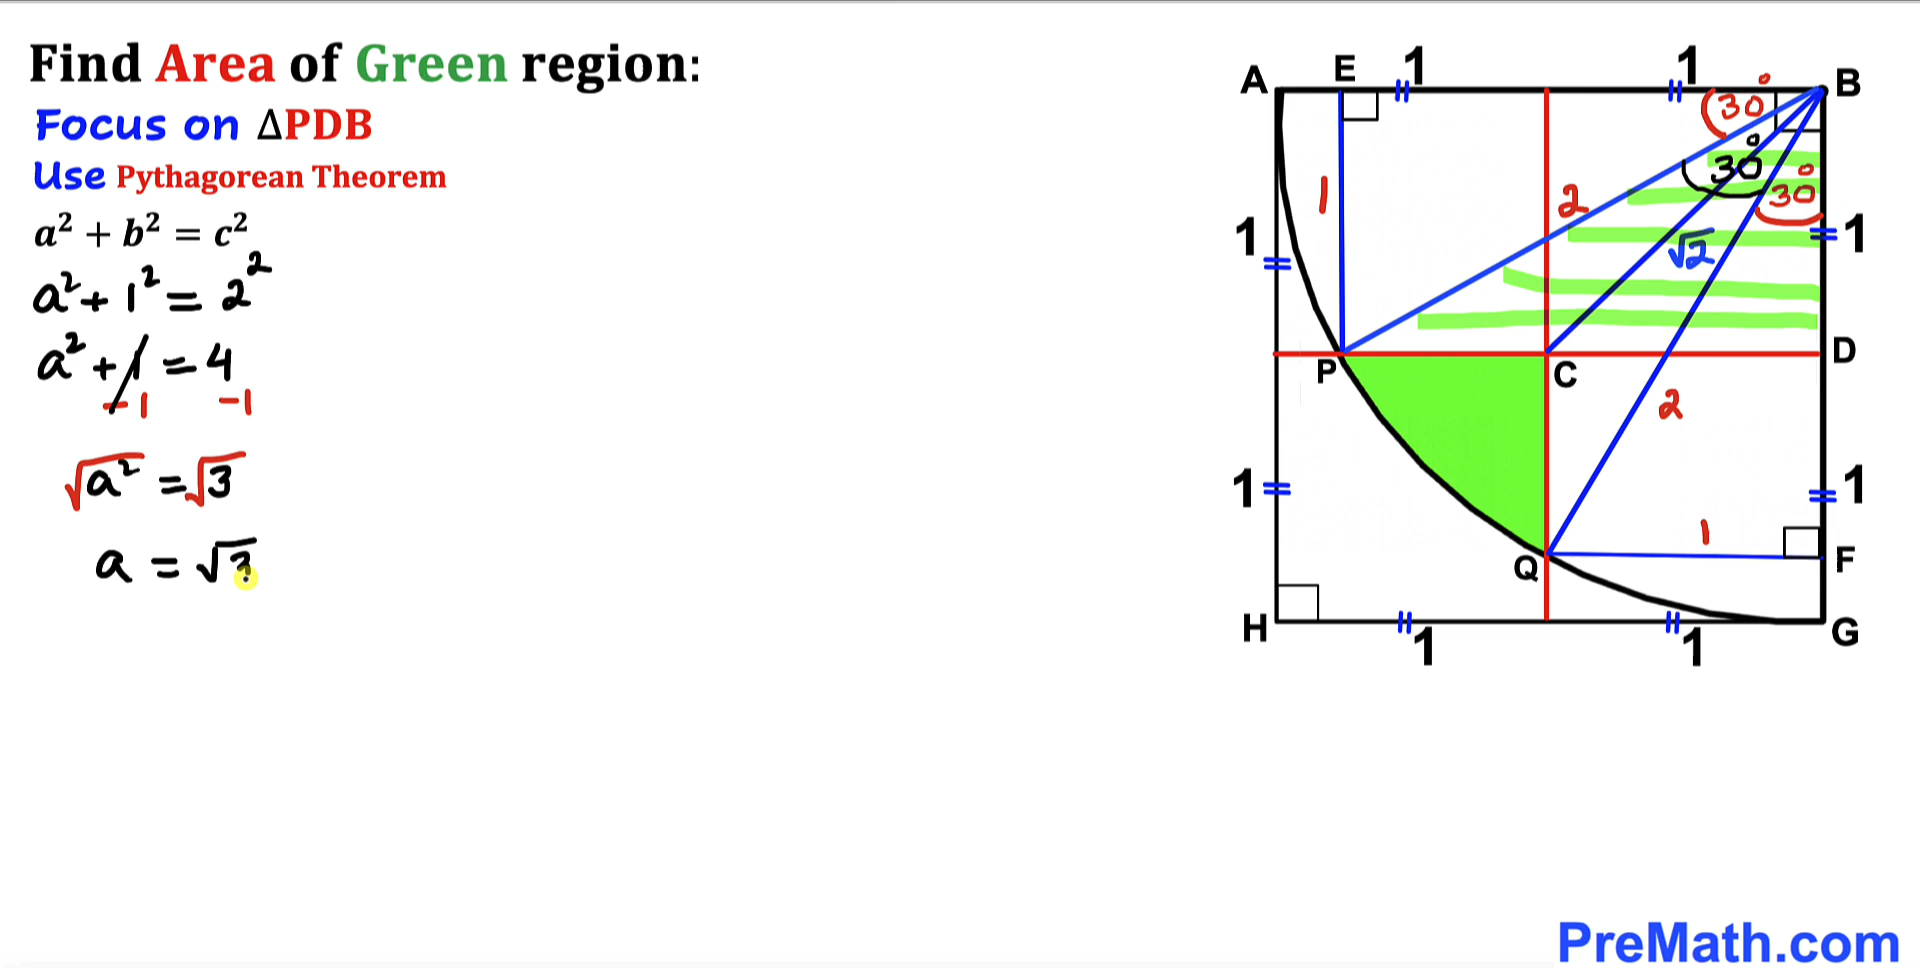 Find Area of Green region:
Focus on ΔPDB
Use Pythagorean Theorem
a² + b² = c²
a² + 1² = 2²
a² + 1 = 4
-1 -1
√a² = √3
a = √3
A E 1 1 B
30°
30°
30°
1 2 √2
1 1
P C D
2
1 1
1
Q F
H G
1 1
PreMath.com